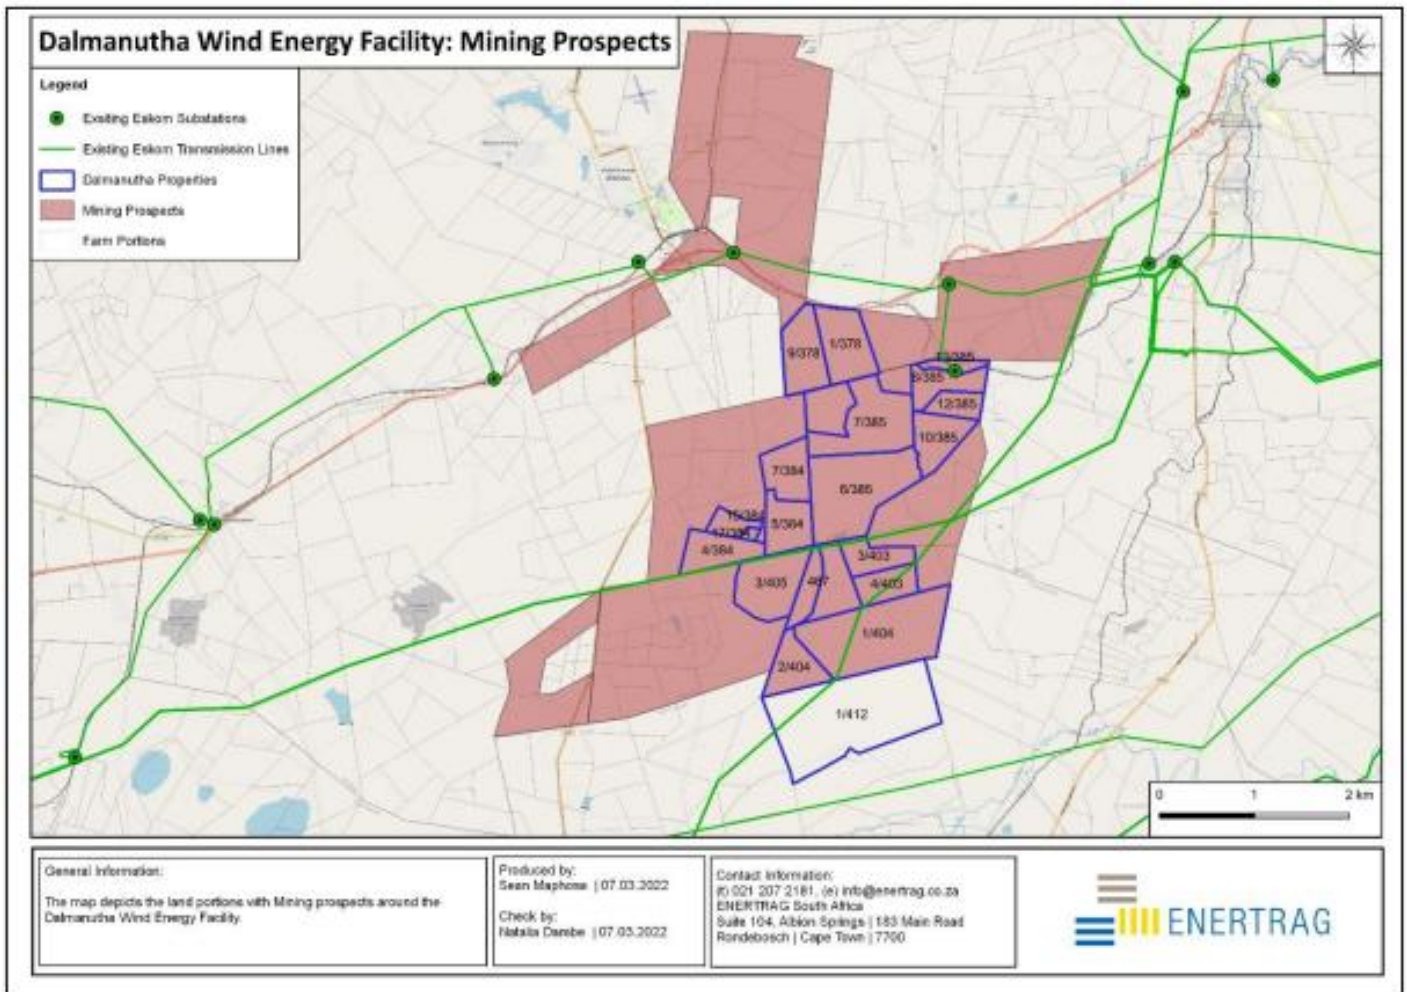 Dalmanutha Wind Energy Facility: Mining Prospects
Legend
Existing Eskom Substations
Existing Eskom Transmission Lines
Dalmanutha Properties
Mining Prospects
Farm Portions
9/378
1/378
8/385
12/385
7/385
10/385
7/384
6/385
5/384
4/384
3/403
3/405
467
4/403
1/404
2/404
1/412
0 1 2 km
General Information:
The map depicts the land portions with Mining prospects around the
Dalmanutha Wind Energy Facility.
Produced by:
Sean Maphosa | 07.03.2022
Check by:
Natalia Dambe | 07.03.2022
Contact Information:
(t) 021 207 2181, (e) info@enertrag.co.za
ENERTRAG South Africa
Suite 104, Albion Springs | 183 Main Road
Rondebosch | Cape Town | 7700
ENERTRAG